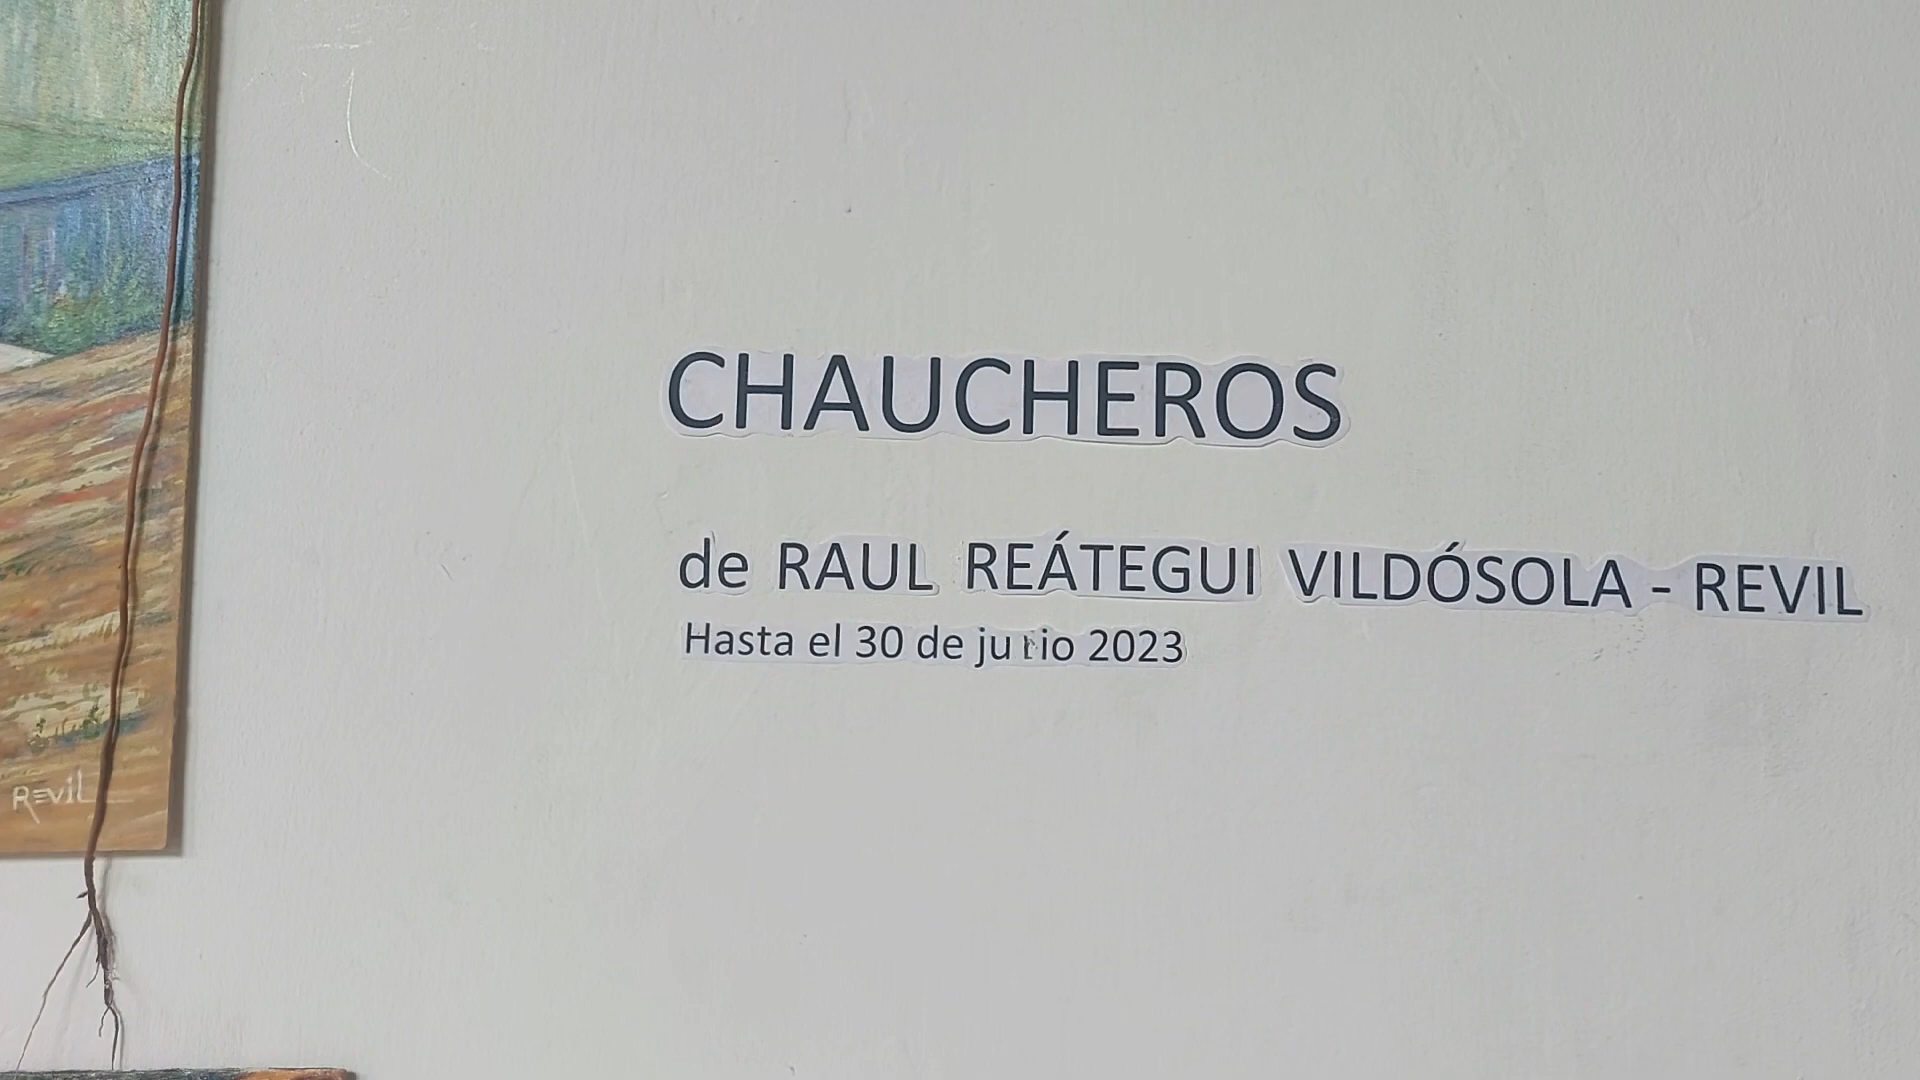 CHAUCHEROS
de RAUL REÁTEGUI VILDÓSOLA - REVIL
Hasta el 30 de 2023
REVIL